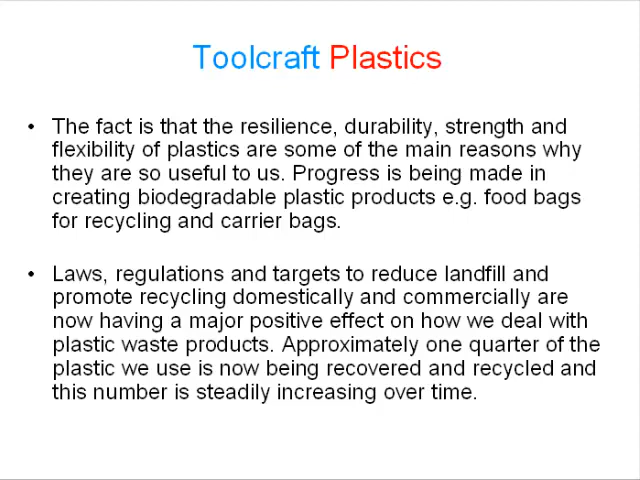 Toolcraft Plastics
• The fact is that the resilience, durability, strength and
flexibility of plastics are some of the main reasons why
they are so useful to us. Progress is being made in
creating biodegradable plastic products e.g. food bags
for recycling and carrier bags.
• Laws, regulations and targets to reduce landfill and
promote recycling domestically and commercially are
now having a major positive effect on how we deal with
plastic waste products. Approximately one quarter of the
plastic we use is now being recovered and recycled and
this number is steadily increasing over time.